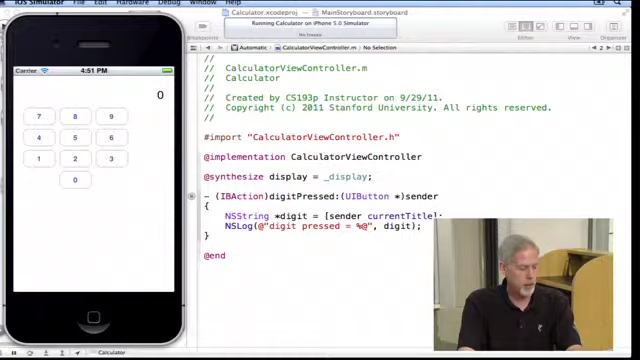 iOS Simulator File Edit Hardware Debug Window Help
Calculator.xcodeproj MainStoryboard.storyboard
Running Calculator on iPhone 5.0 Simulator
No Issues
Breakpoints
Editor View
Automatic CalculatorViewController.m No Selection
2
Carrier 4:51 PM
0
7 8 9
4 5 6
1 2 3
0
//
// CalculatorViewController.m
// Calculator
//
// Created by CS193p Instructor on 9/29/11.
// Copyright (c) 2011 Stanford University. All rights reserved.
//
#import "CalculatorViewController.h"
@implementation CalculatorViewController
@synthesize display = _display;
- (IBAction)digitPressed:(UIButton *)sender
{
NSString *digit = [sender currentTitle];
NSLog(@"digit pressed = %@", digit);
}
@end
Calculator